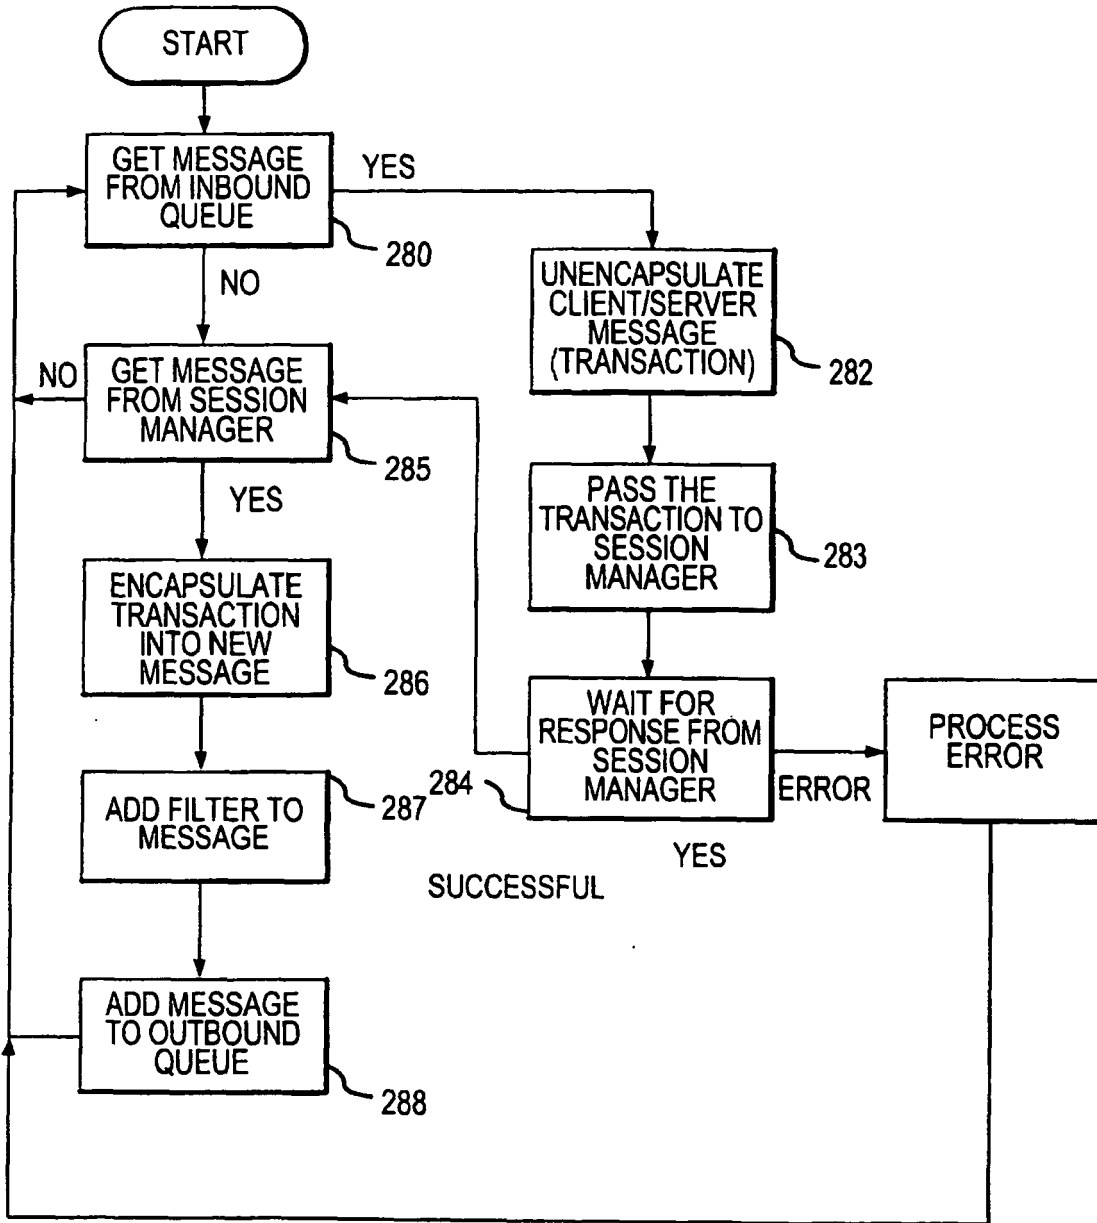 START
GET MESSAGE
FROM INBOUND
QUEUE
280
YES
NO
UNENCAPSULATE
CLIENT/SERVER
MESSAGE
(TRANSACTION)
282
NO
GET MESSAGE
FROM SESSION
MANAGER
285
YES
PASS THE
TRANSACTION TO
SESSION
MANAGER
283
ENCAPSULATE
TRANSACTION
INTO NEW
MESSAGE
286
WAIT FOR
RESPONSE FROM
SESSION
MANAGER
284
ERROR
YES
PROCESS
ERROR
ADD FILTER TO
MESSAGE
287
SUCCESSFUL
ADD MESSAGE
TO OUTBOUND
QUEUE
288